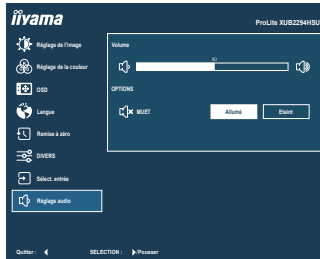 iiyama
ProLite XUB2294HSU
Réglage de l'image
Réglage de la couleur
OSD
Langue
Remise à zéro
DIVERS
Sélect. entrée
Réglage audio
Volume
50
OPTIONS
MUET
Allumé
Eteint
Quitter :
SELECTION :
/Pousser